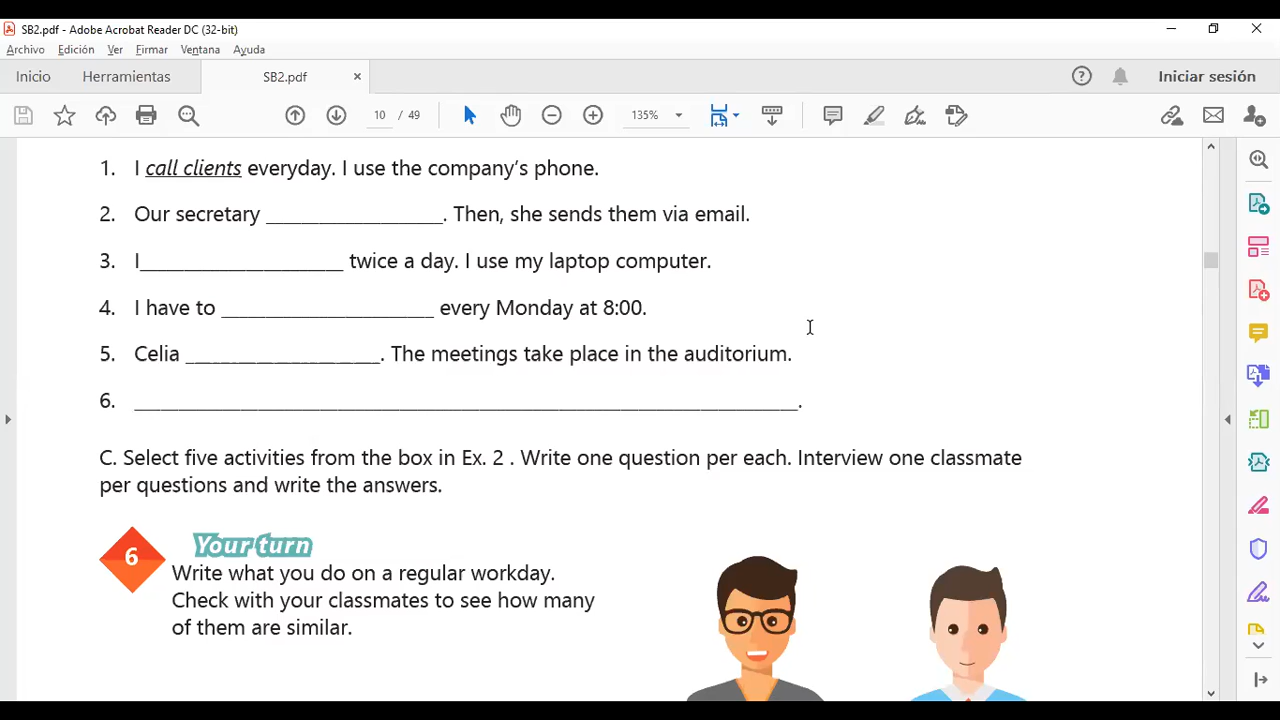 SB2.pdf - Adobe Acrobat Reader DC (32-bit)
Archivo Edición Ver Firmar Ventana Ayuda
Inicio Herramientas SB2.pdf × Iniciar sesión
10 / 49 135%
1. I call clients everyday. I use the company's phone.
2. Our secretary ____________________. Then, she sends them via email.
3. I_______________________ twice a day. I use my laptop computer.
4. I have to ________________________ every Monday at 8:00.
5. Celia ______________________. The meetings take place in the auditorium.
6. ___________________________________________________________________________.
C. Select five activities from the box in Ex. 2 . Write one question per each. Interview one classmate
per questions and write the answers.
6 Your turn
Write what you do on a regular workday.
Check with your classmates to see how many
of them are similar.